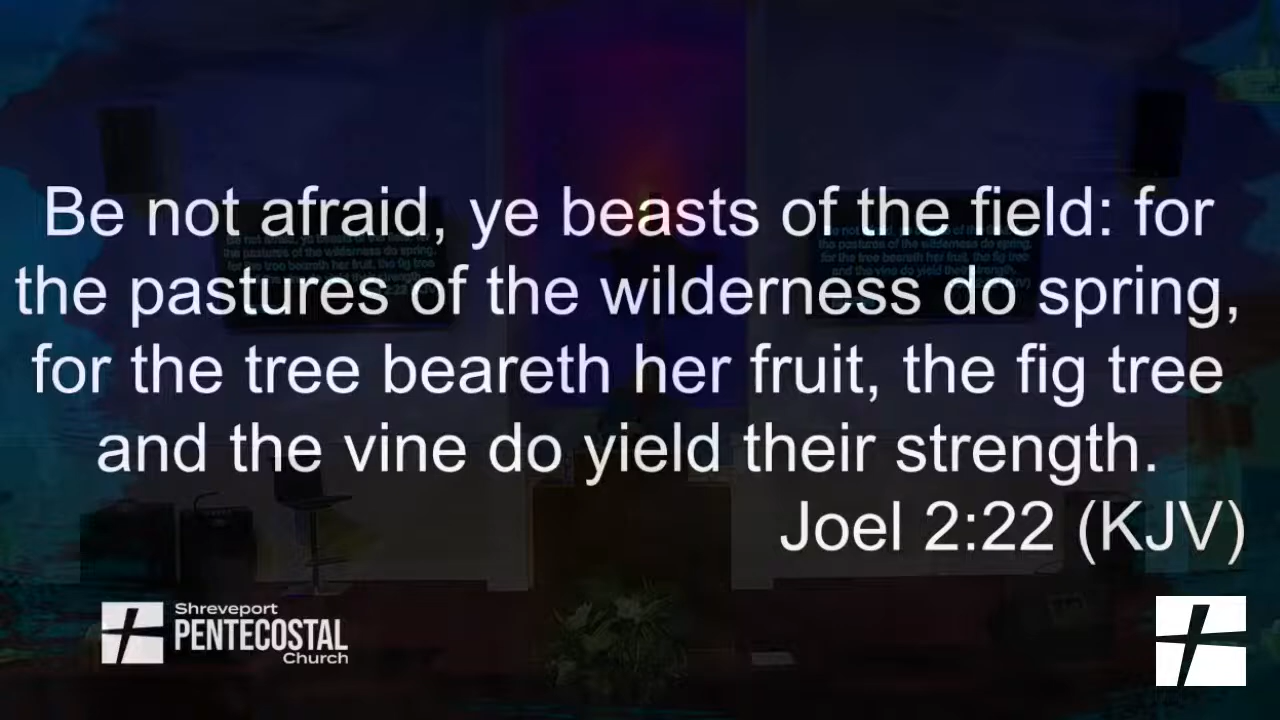 Be not afraid, ye beasts of the field: for
the pastures of the wilderness do spring,
for the tree beareth her fruit, the fig tree
and the vine do yield their strength.
Joel 2:22 (KJV)
Shreveport
PENTECOSTAL
Church